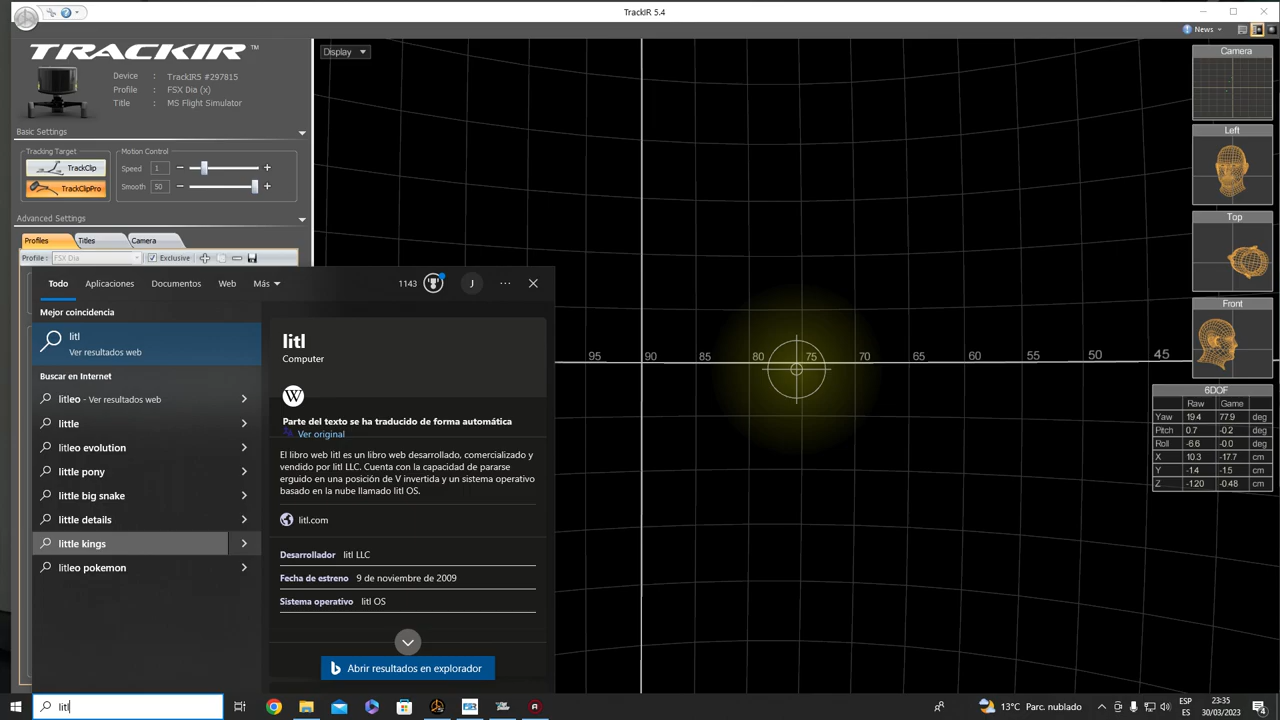 TrackIR 5.4
News
TRACKIR™
Device : TrackIR5 #297815
Profile : FSX Dia (x)
Title : MS Flight Simulator
Basic Settings
Tracking Target
TrackClip
TrackClipPro
Motion Control
Speed 1 − +
Smooth 50 − +
Advanced Settings
Profiles Titles Camera
Profile : FSX Dia Exclusive
Display
Camera
Left
Top
Front
95 90 85 80 75 70 65 60 55 50 45
6DOF
Raw Game
Yaw 19.4 77.9 deg
Pitch 0.7 -0.2 deg
Roll -6.6 -0.0 deg
X 10.3 -17.7 cm
Y -1.4 -1.5 cm
Z -120 -0.48 cm
Todo Aplicaciones Documentos Web Más 1143 J ···
Mejor coincidencia
litl
Ver resultados web
Buscar en Internet
litleo - Ver resultados web
little
litleo evolution
little pony
little big snake
little details
little kings
litleo pokemon
litl
Computer
W
Parte del texto se ha traducido de forma automática
Ver original
El libro web litl es un libro web desarrollado, comercializado y
vendido por litl LLC. Cuenta con la capacidad de pararse
erguido en una posición de V invertida y un sistema operativo
basado en la nube llamado litl OS.
litl.com
Desarrollador litl LLC
Fecha de estreno 9 de noviembre de 2009
Sistema operativo litl OS
Abrir resultados en explorador
litl
13°C Parc. nublado
ESP
ES
23:35
30/03/2023
4